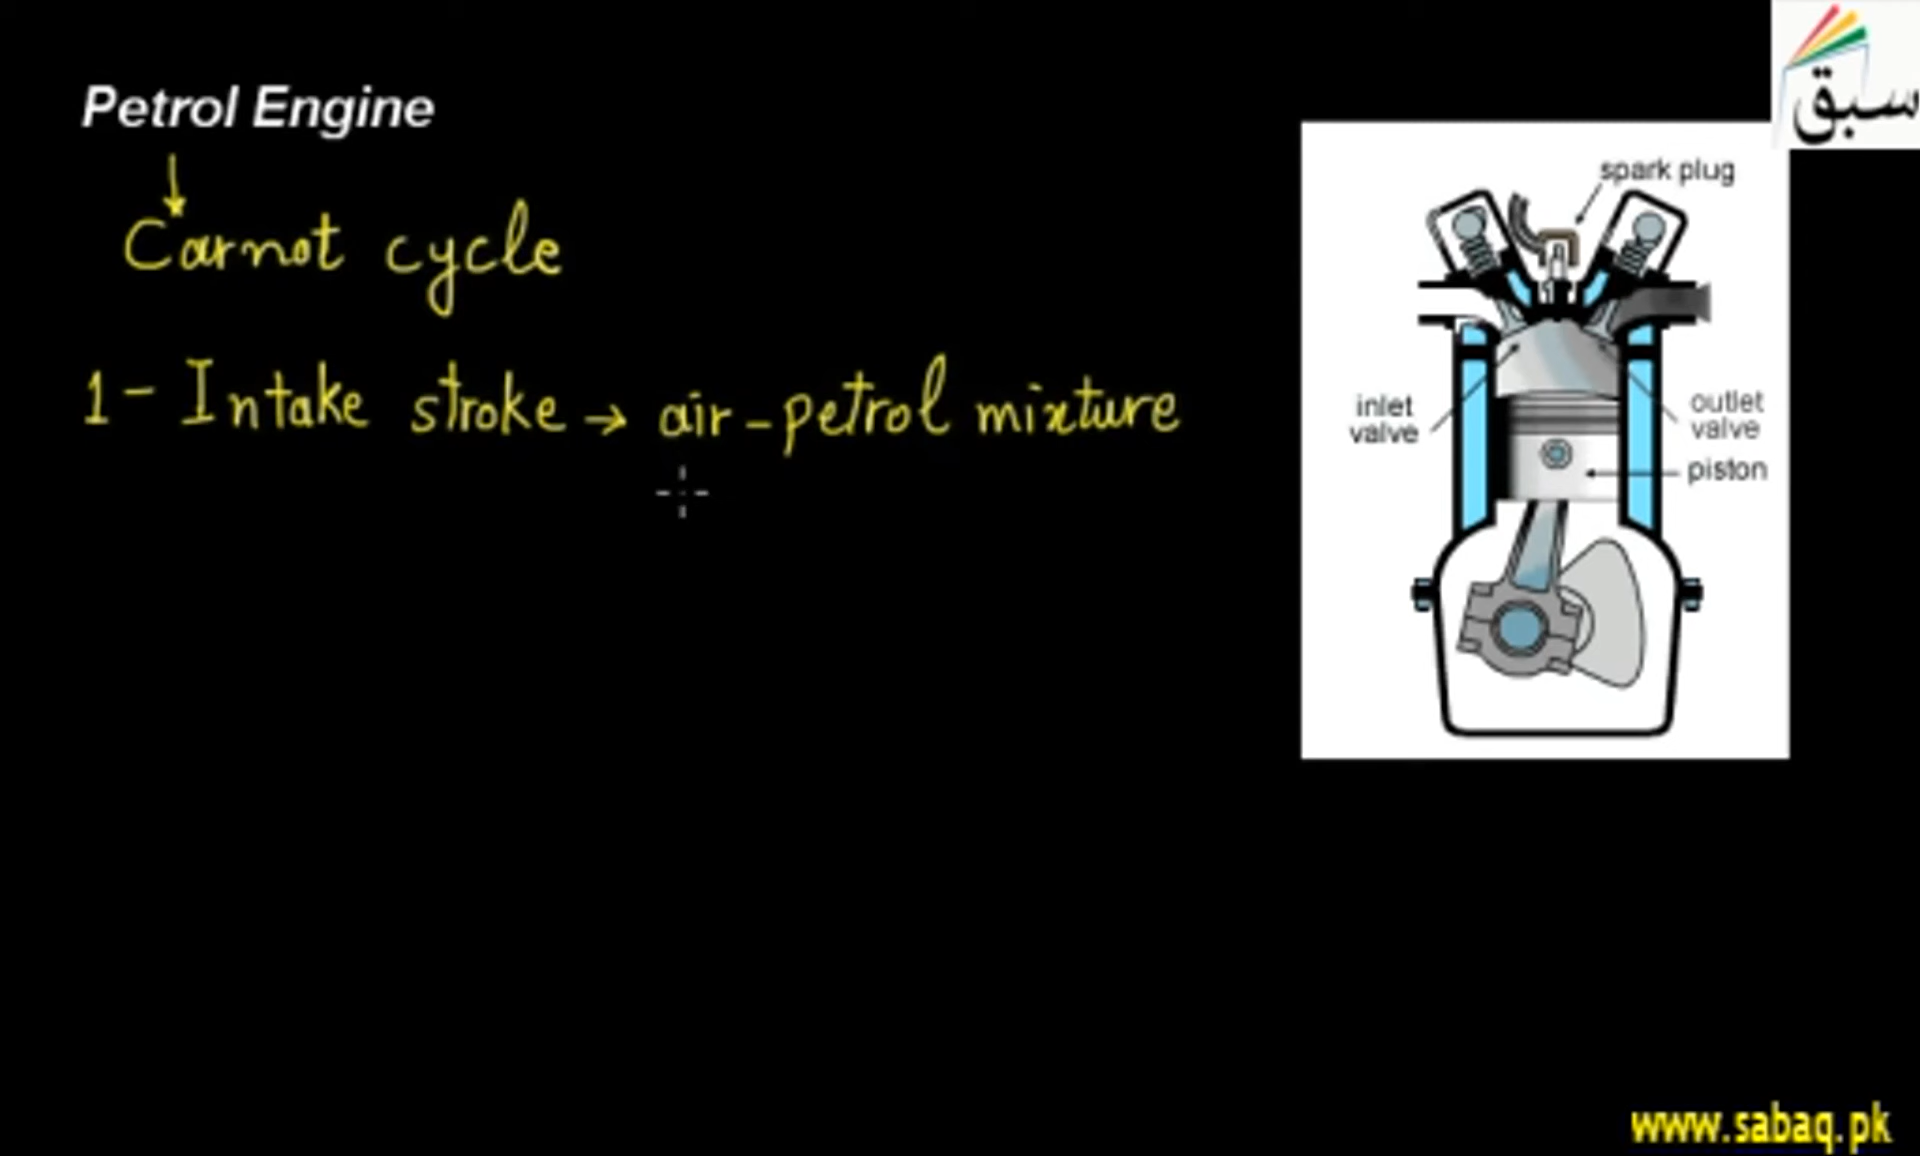 سبق
Petrol Engine
Carnot cycle
1 - Intake stroke → air - petrol mixture
spark plug
inlet
valve
outlet
valve
piston
www.sabaq.pk